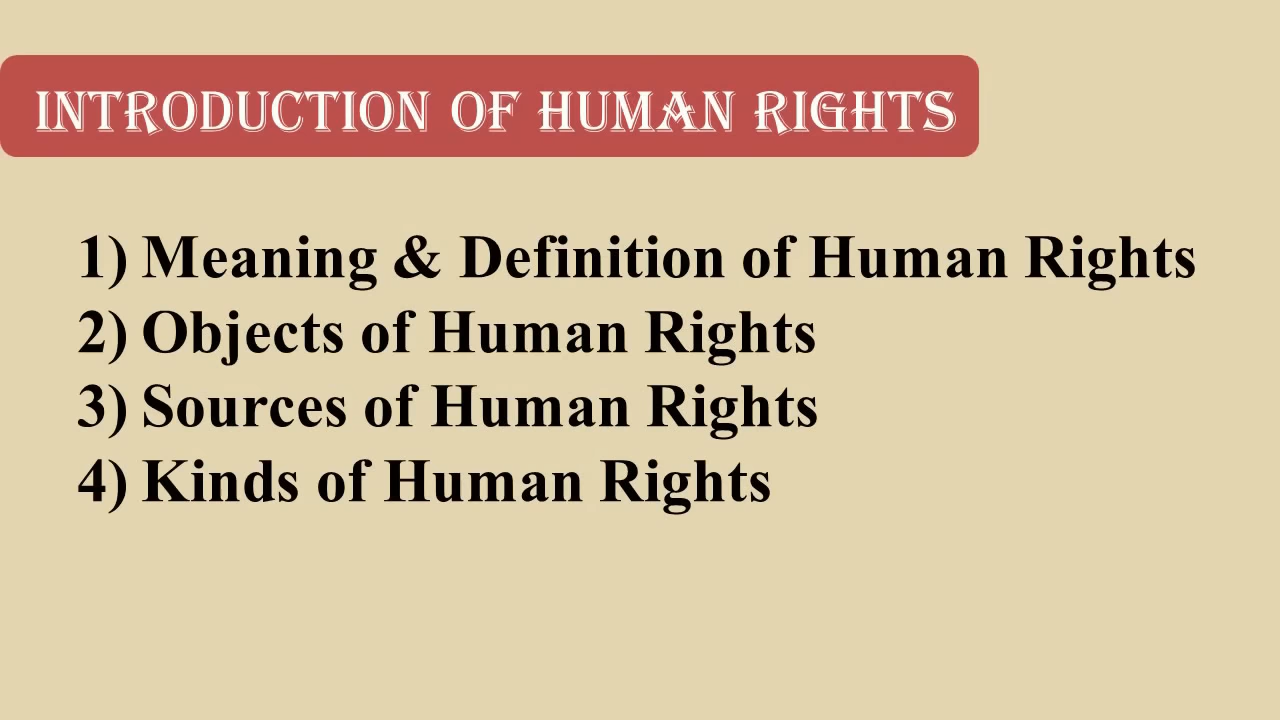 INTRODUCTION OF HUMAN RIGHTS
1) Meaning & Definition of Human Rights
2) Objects of Human Rights
3) Sources of Human Rights
4) Kinds of Human Rights